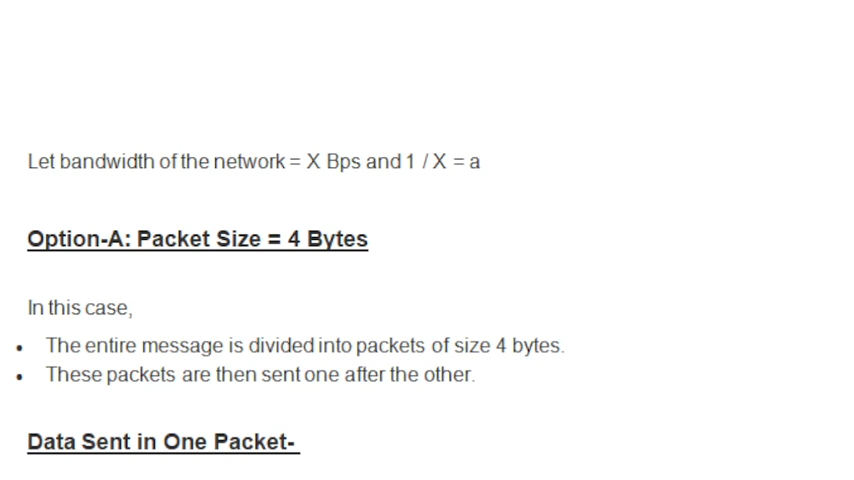 Let bandwidth of the network = X Bps and 1 / X = a
Option-A: Packet Size = 4 Bytes
In this case,
• The entire message is divided into packets of size 4 bytes.
• These packets are then sent one after the other.
Data Sent in One Packet-